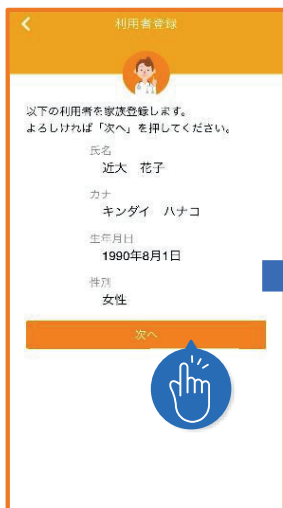 利用者登録
以下の利用者を家族登録します。
よろしければ「次へ」を押してください。
氏名
近大 花子
カナ
キンダイ ハナコ
生年月日
1990年8月1日
性別
女性
次へ